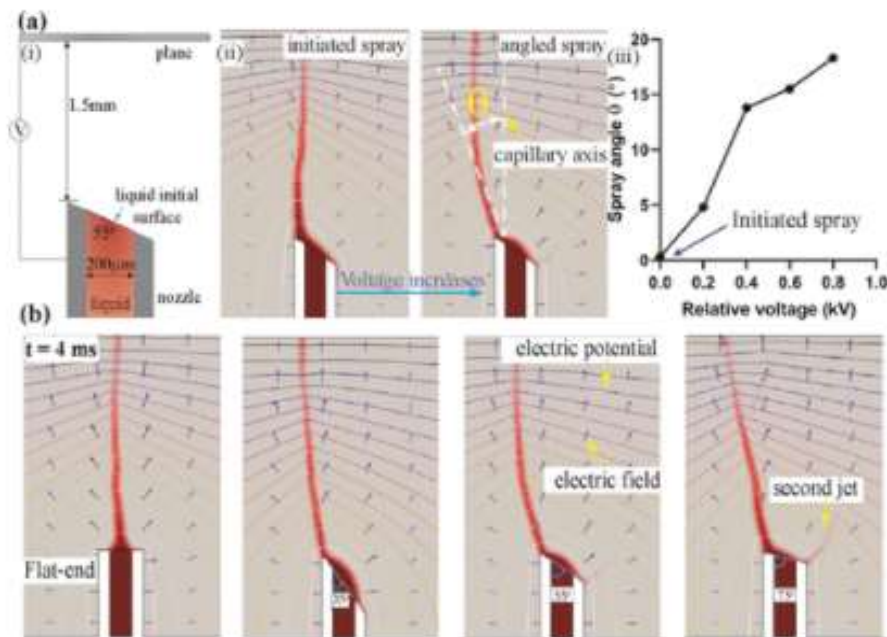 (a)
(i)
plane
1.5mm
V
liquid initial
surface
55°
200μm
liquid
nozzle
(ii)
initiated spray
angled spray
θ
capillary axis
Voltage increases
(iii)
Spray angle θ (°)
20
15
10
5
0
Initiated spray
0.0 0.2 0.4 0.6 0.8 1.0
Relative voltage (kV)
(b)
t = 4 ms
Flat-end
electric potential
electric field
55°
second jet
75°